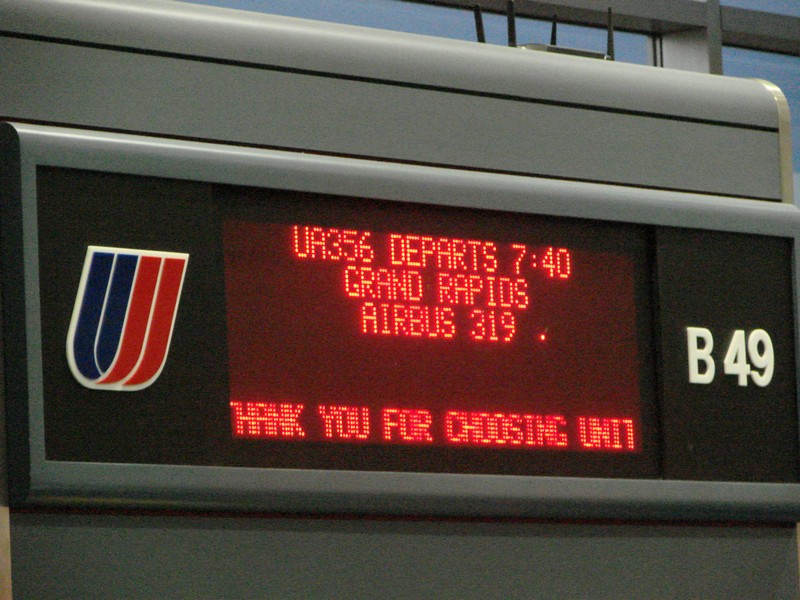 UA356 DEPARTS 7:40
GRAND RAPIDS
AIRBUS 319 .
THANK YOU FOR CHOOSING UNIT
B 49